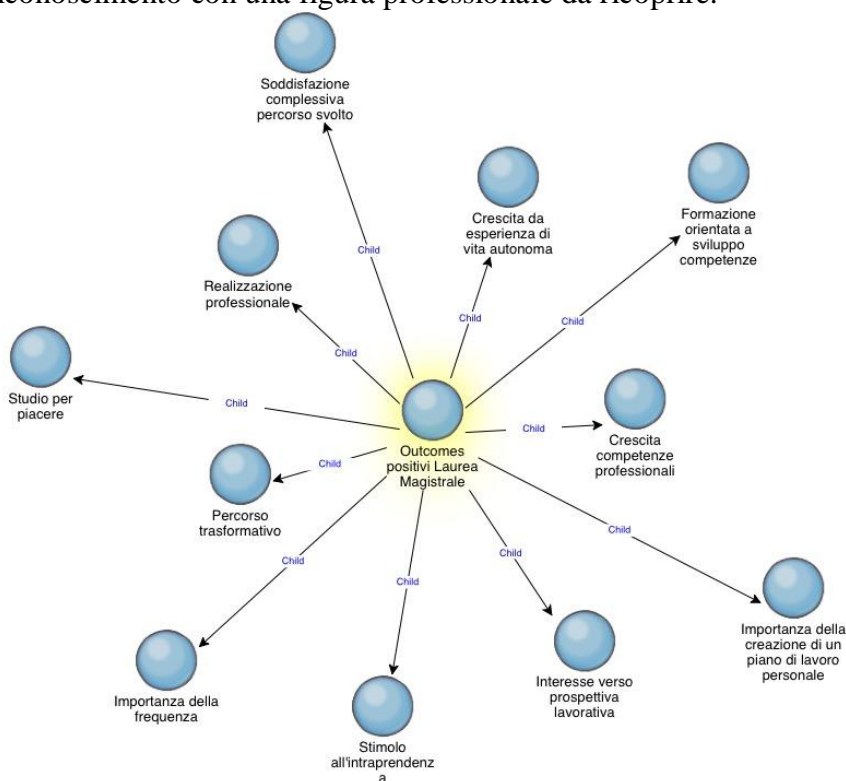 iconoscimento con una figura professionale da ricoprire.
Soddisfazione
complessiva
percorso svolto
Crescita da
esperienza di
vita autonoma
Formazione
orientata a
sviluppo
competenze
Child
Realizzazione
professionale
Child
Child
Child
Studio per
piacere
Child
Child
Crescita
competenze
professionali
Outcomes
positivi Laurea
Magistrale
Child
Percorso
trasformativo
Child
Child
Child
Child
Importanza della
creazione di un
piano di lavoro
personale
Importanza della
frequenza
Interesse verso
prospettiva
lavorativa
Stimolo
all'intraprendenz
a